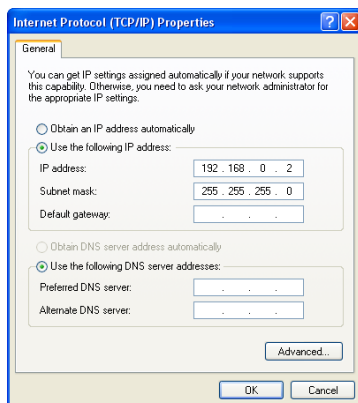 Internet Protocol (TCP/IP) Properties
General
You can get IP settings assigned automatically if your network supports
this capability. Otherwise, you need to ask your network administrator for
the appropriate IP settings.
Obtain an IP address automatically
Use the following IP address:
IP address: 192 . 168 . 0 . 2
Subnet mask: 255 . 255 . 255 . 0
Default gateway: . . .
Obtain DNS server address automatically
Use the following DNS server addresses:
Preferred DNS server: . . .
Alternate DNS server: . . .
Advanced...
OK Cancel